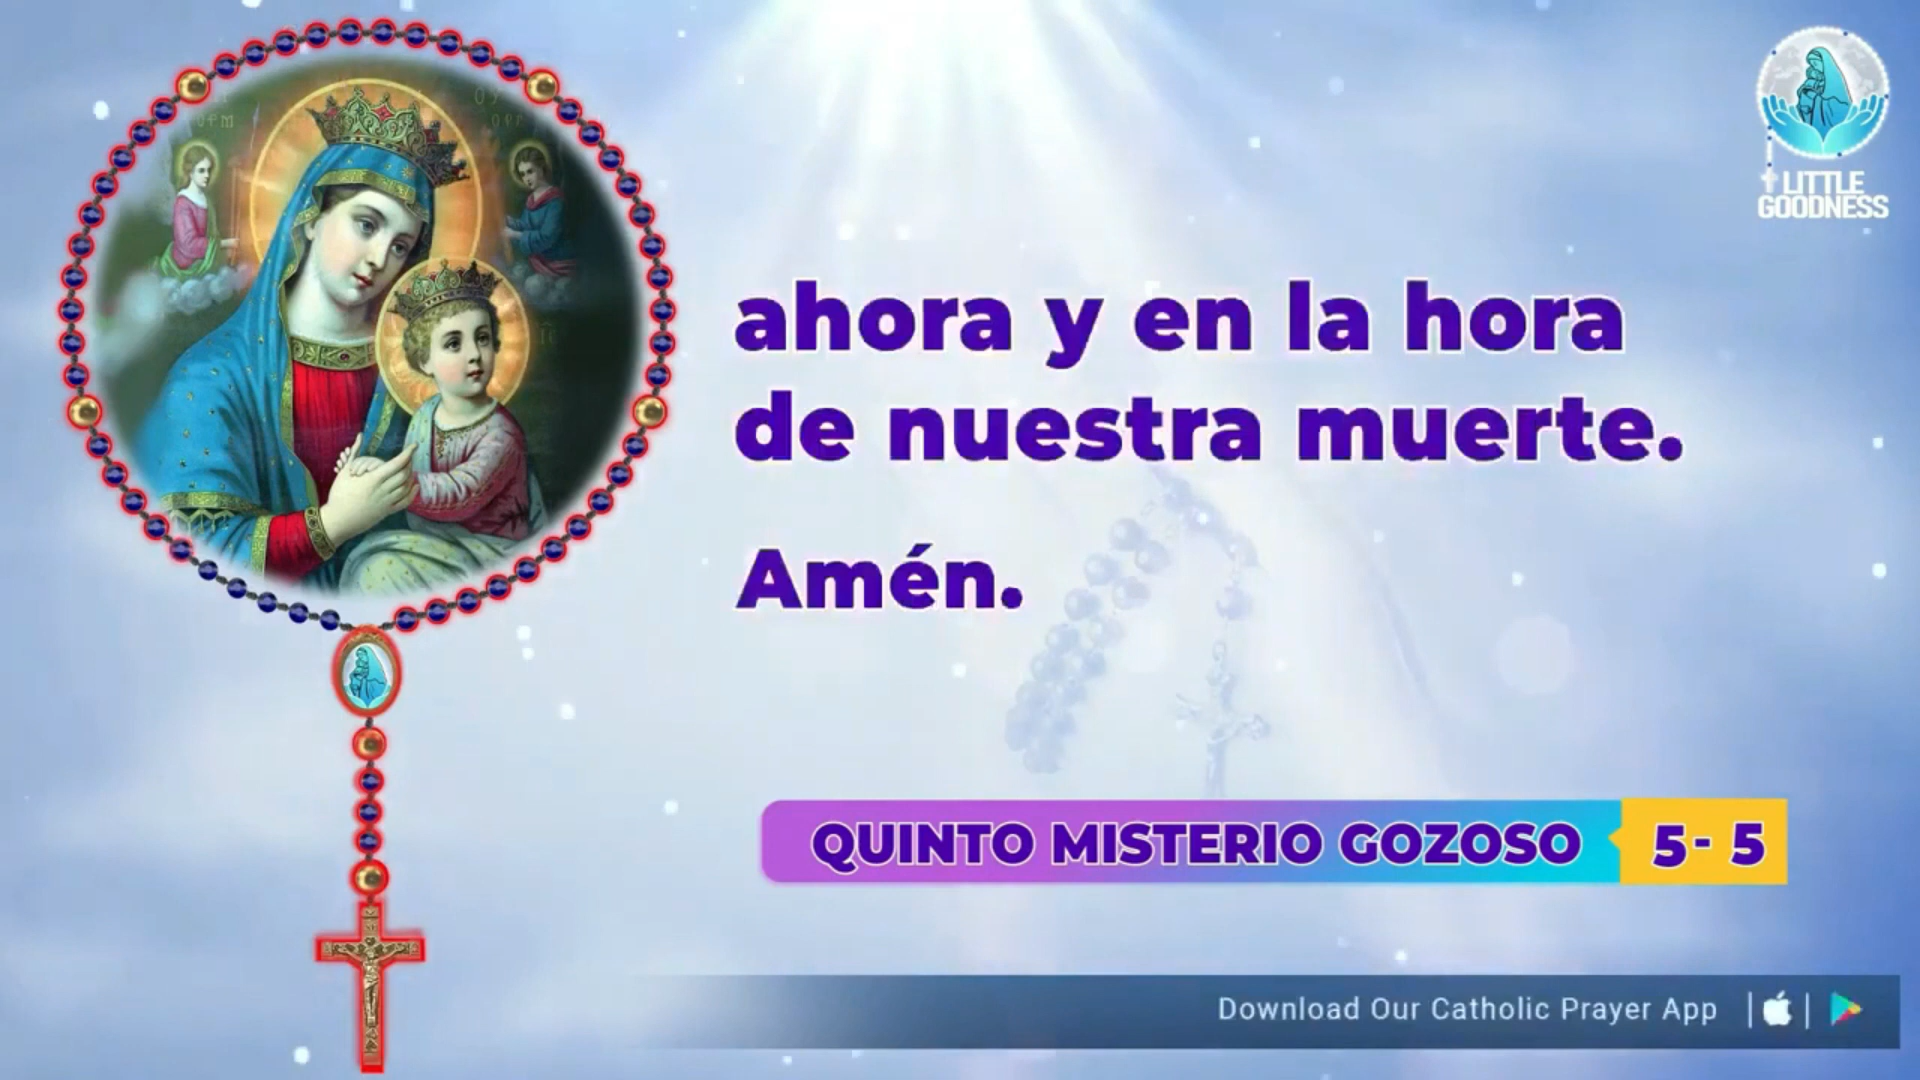 LITTLE
GOODNESS
ahora y en la hora
de nuestra muerte.
Amén.
QUINTO MISTERIO GOZOSO 5- 5
Download Our Catholic Prayer App